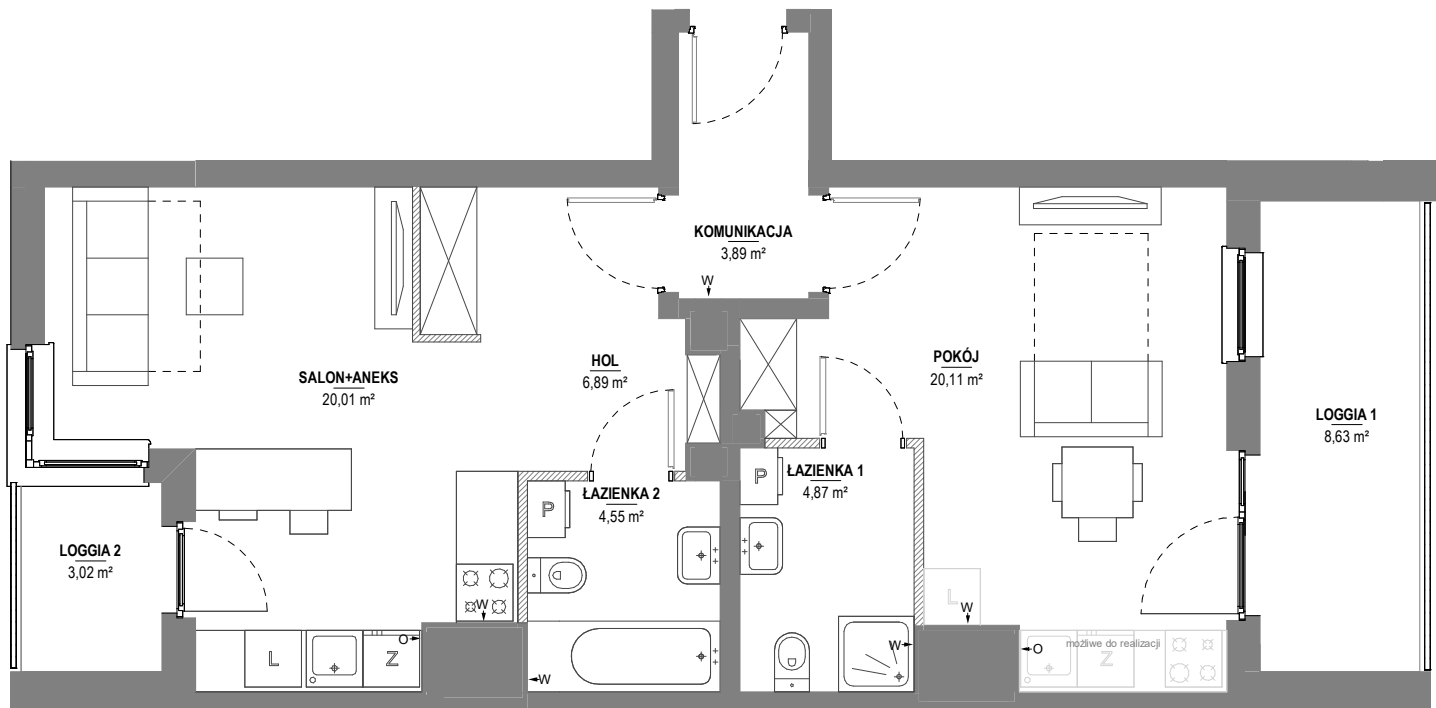 KOMUNIKACJA
3,89 m²
W
SALON+ANEKS
20,01 m²
HOL
6,89 m²
POKÓJ
20,11 m²
LOGGIA 1
8,63 m²
ŁAZIENKA 2
4,55 m²
P
ŁAZIENKA 1
4,87 m²
P
LOGGIA 2
3,02 m²
W
L
W
O
L
Z
W
W
O
Z
możliwe do realizacji